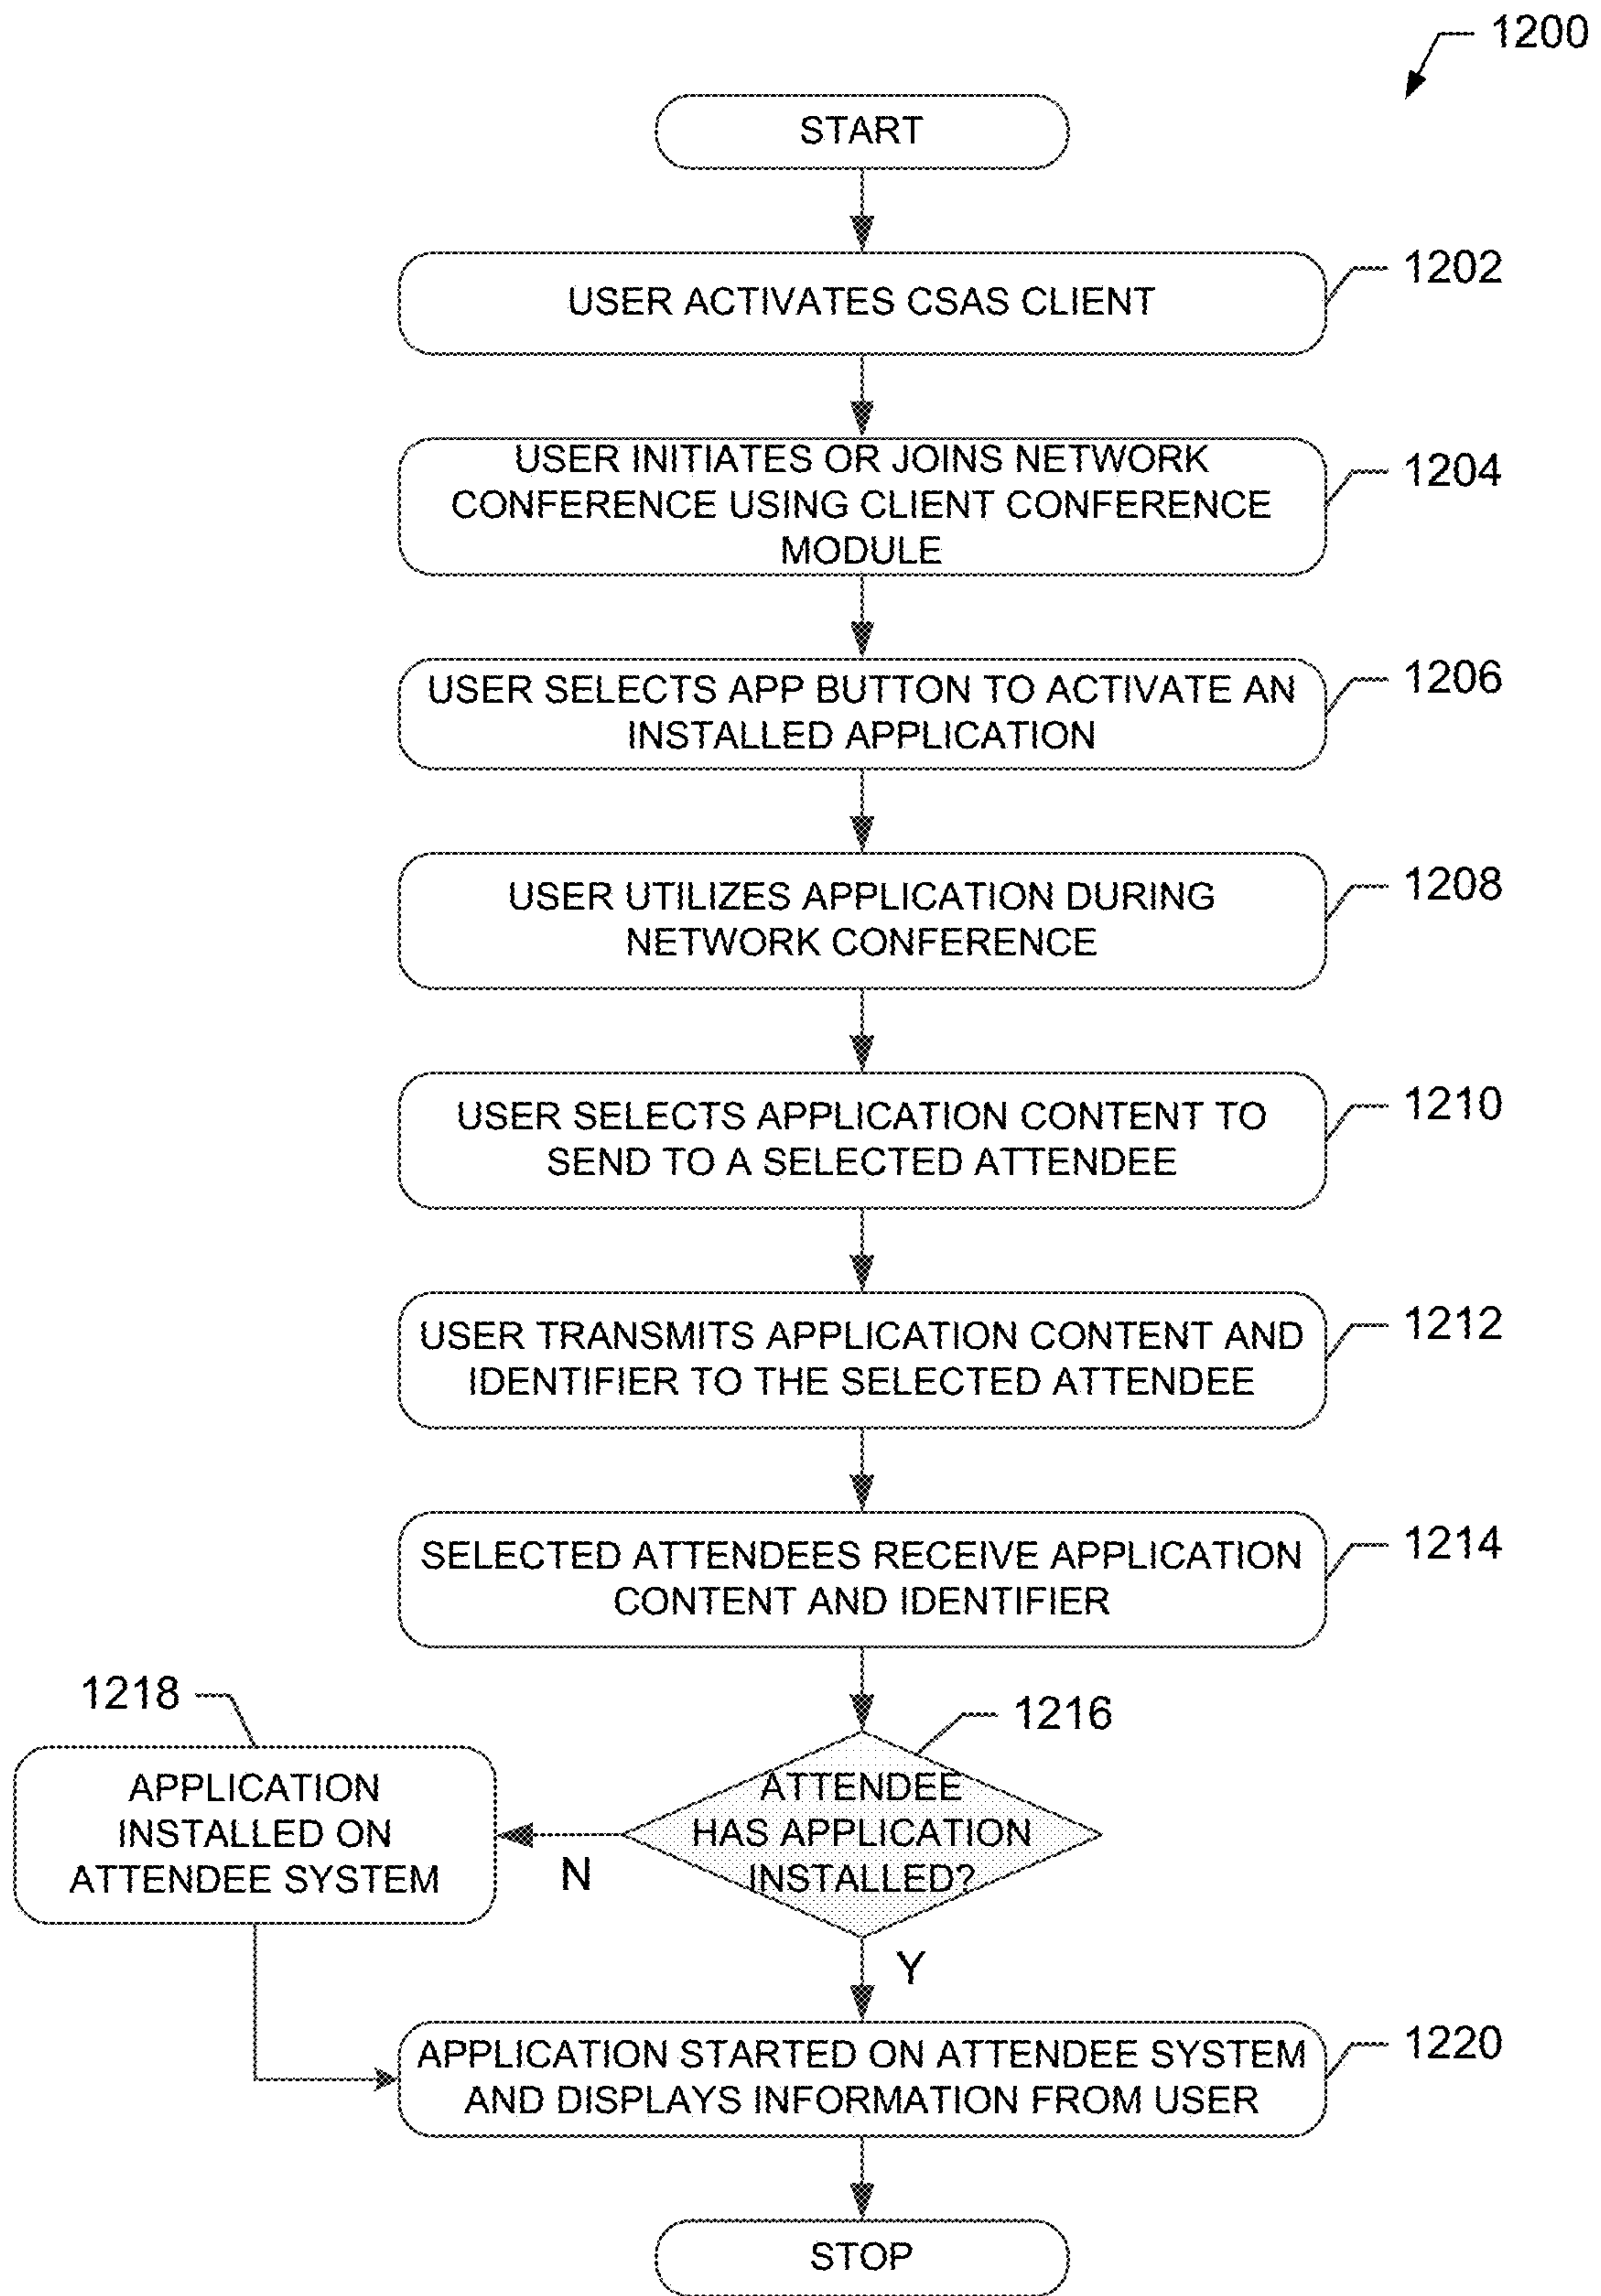 1200
START
USER ACTIVATES CSAS CLIENT
1202
USER INITIATES OR JOINS NETWORK
CONFERENCE USING CLIENT CONFERENCE
MODULE
1204
USER SELECTS APP BUTTON TO ACTIVATE AN
INSTALLED APPLICATION
1206
USER UTILIZES APPLICATION DURING
NETWORK CONFERENCE
1208
USER SELECTS APPLICATION CONTENT TO
SEND TO A SELECTED ATTENDEE
1210
USER TRANSMITS APPLICATION CONTENT AND
IDENTIFIER TO THE SELECTED ATTENDEE
1212
SELECTED ATTENDEES RECEIVE APPLICATION
CONTENT AND IDENTIFIER
1214
1216
ATTENDEE
HAS APPLICATION
INSTALLED?
N
1218
APPLICATION
INSTALLED ON
ATTENDEE SYSTEM
Y
APPLICATION STARTED ON ATTENDEE SYSTEM
AND DISPLAYS INFORMATION FROM USER
1220
STOP